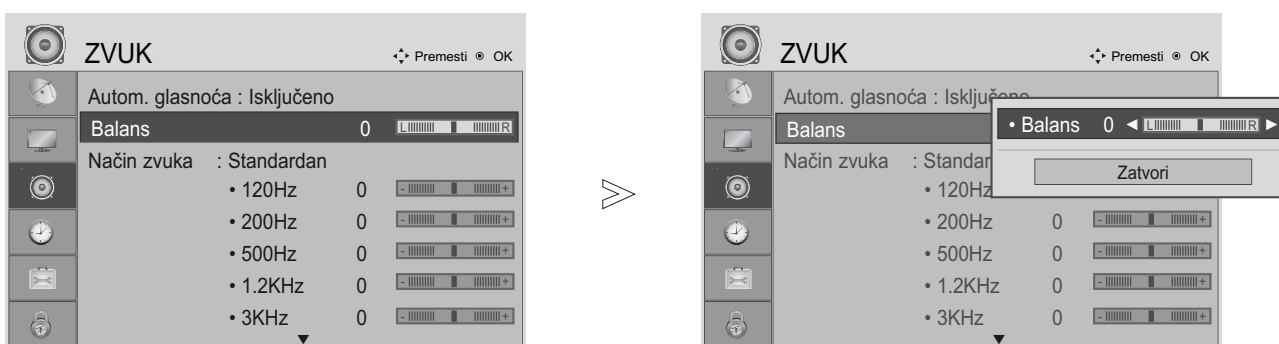 ZVUK
Premesti OK
Autom. glasnoća : Isključeno
Balans 0 L R
Način zvuka : Standardan
• 120Hz 0 - +
• 200Hz 0 - +
• 500Hz 0 - +
• 1.2KHz 0 - +
• 3KHz 0 - +
ZVUK
Premesti OK
Autom. glasnoća : Isključeno
Balans
• Balans 0 L R
Način zvuka : Standar
Zatvori
• 120Hz
• 200Hz 0 - +
• 500Hz 0 - +
• 1.2KHz 0 - +
• 3KHz 0 - +